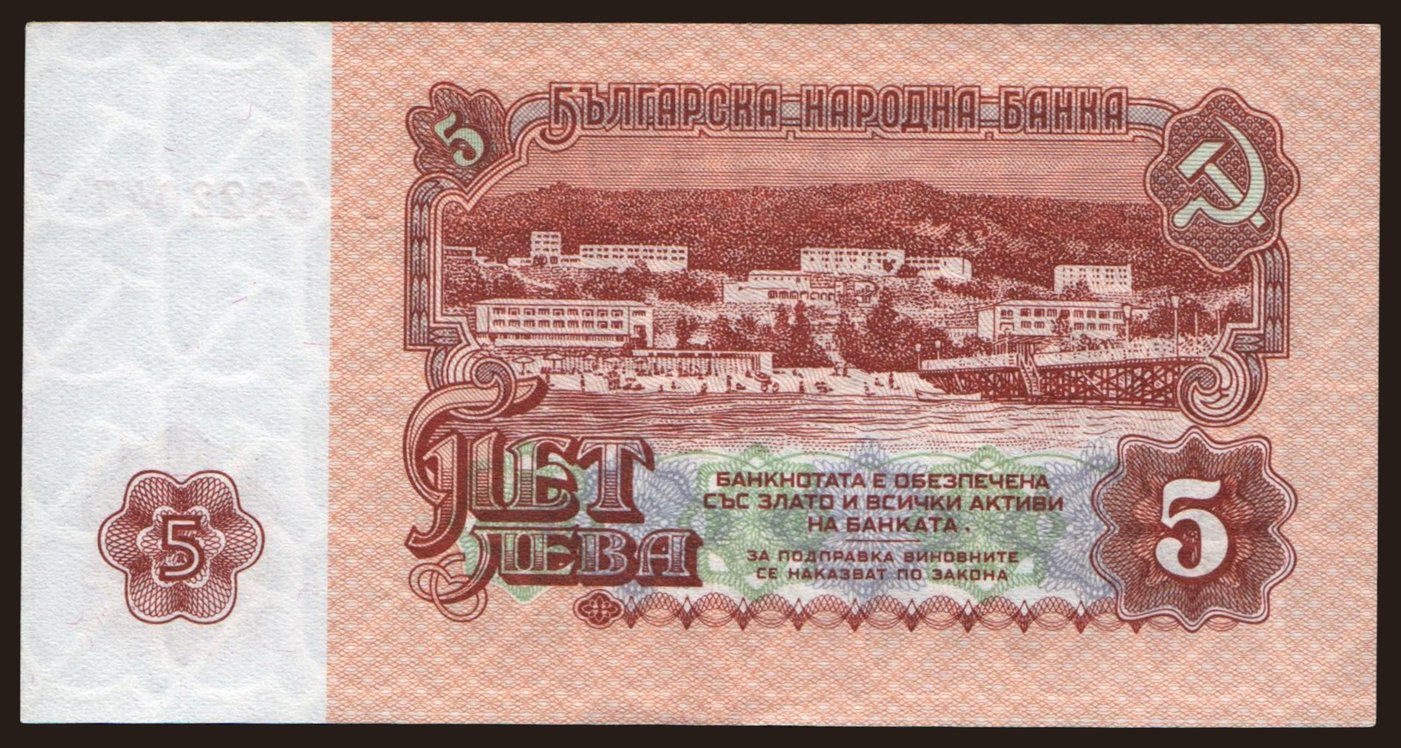 5
БЪЛГАРСКА НАРОДНА БАНКА
ПЕТ
ЛЕВА
БАНКНОТАТА Е ОБЕЗПЕЧЕНА
СЪС ЗЛАТО И ВСИЧКИ АКТИВИ
НА БАНКАТА.
ЗА ПОДПРАВКА ВИНОВНИТЕ
СЕ НАКАЗВАТ ПО ЗАКОНА
5
5